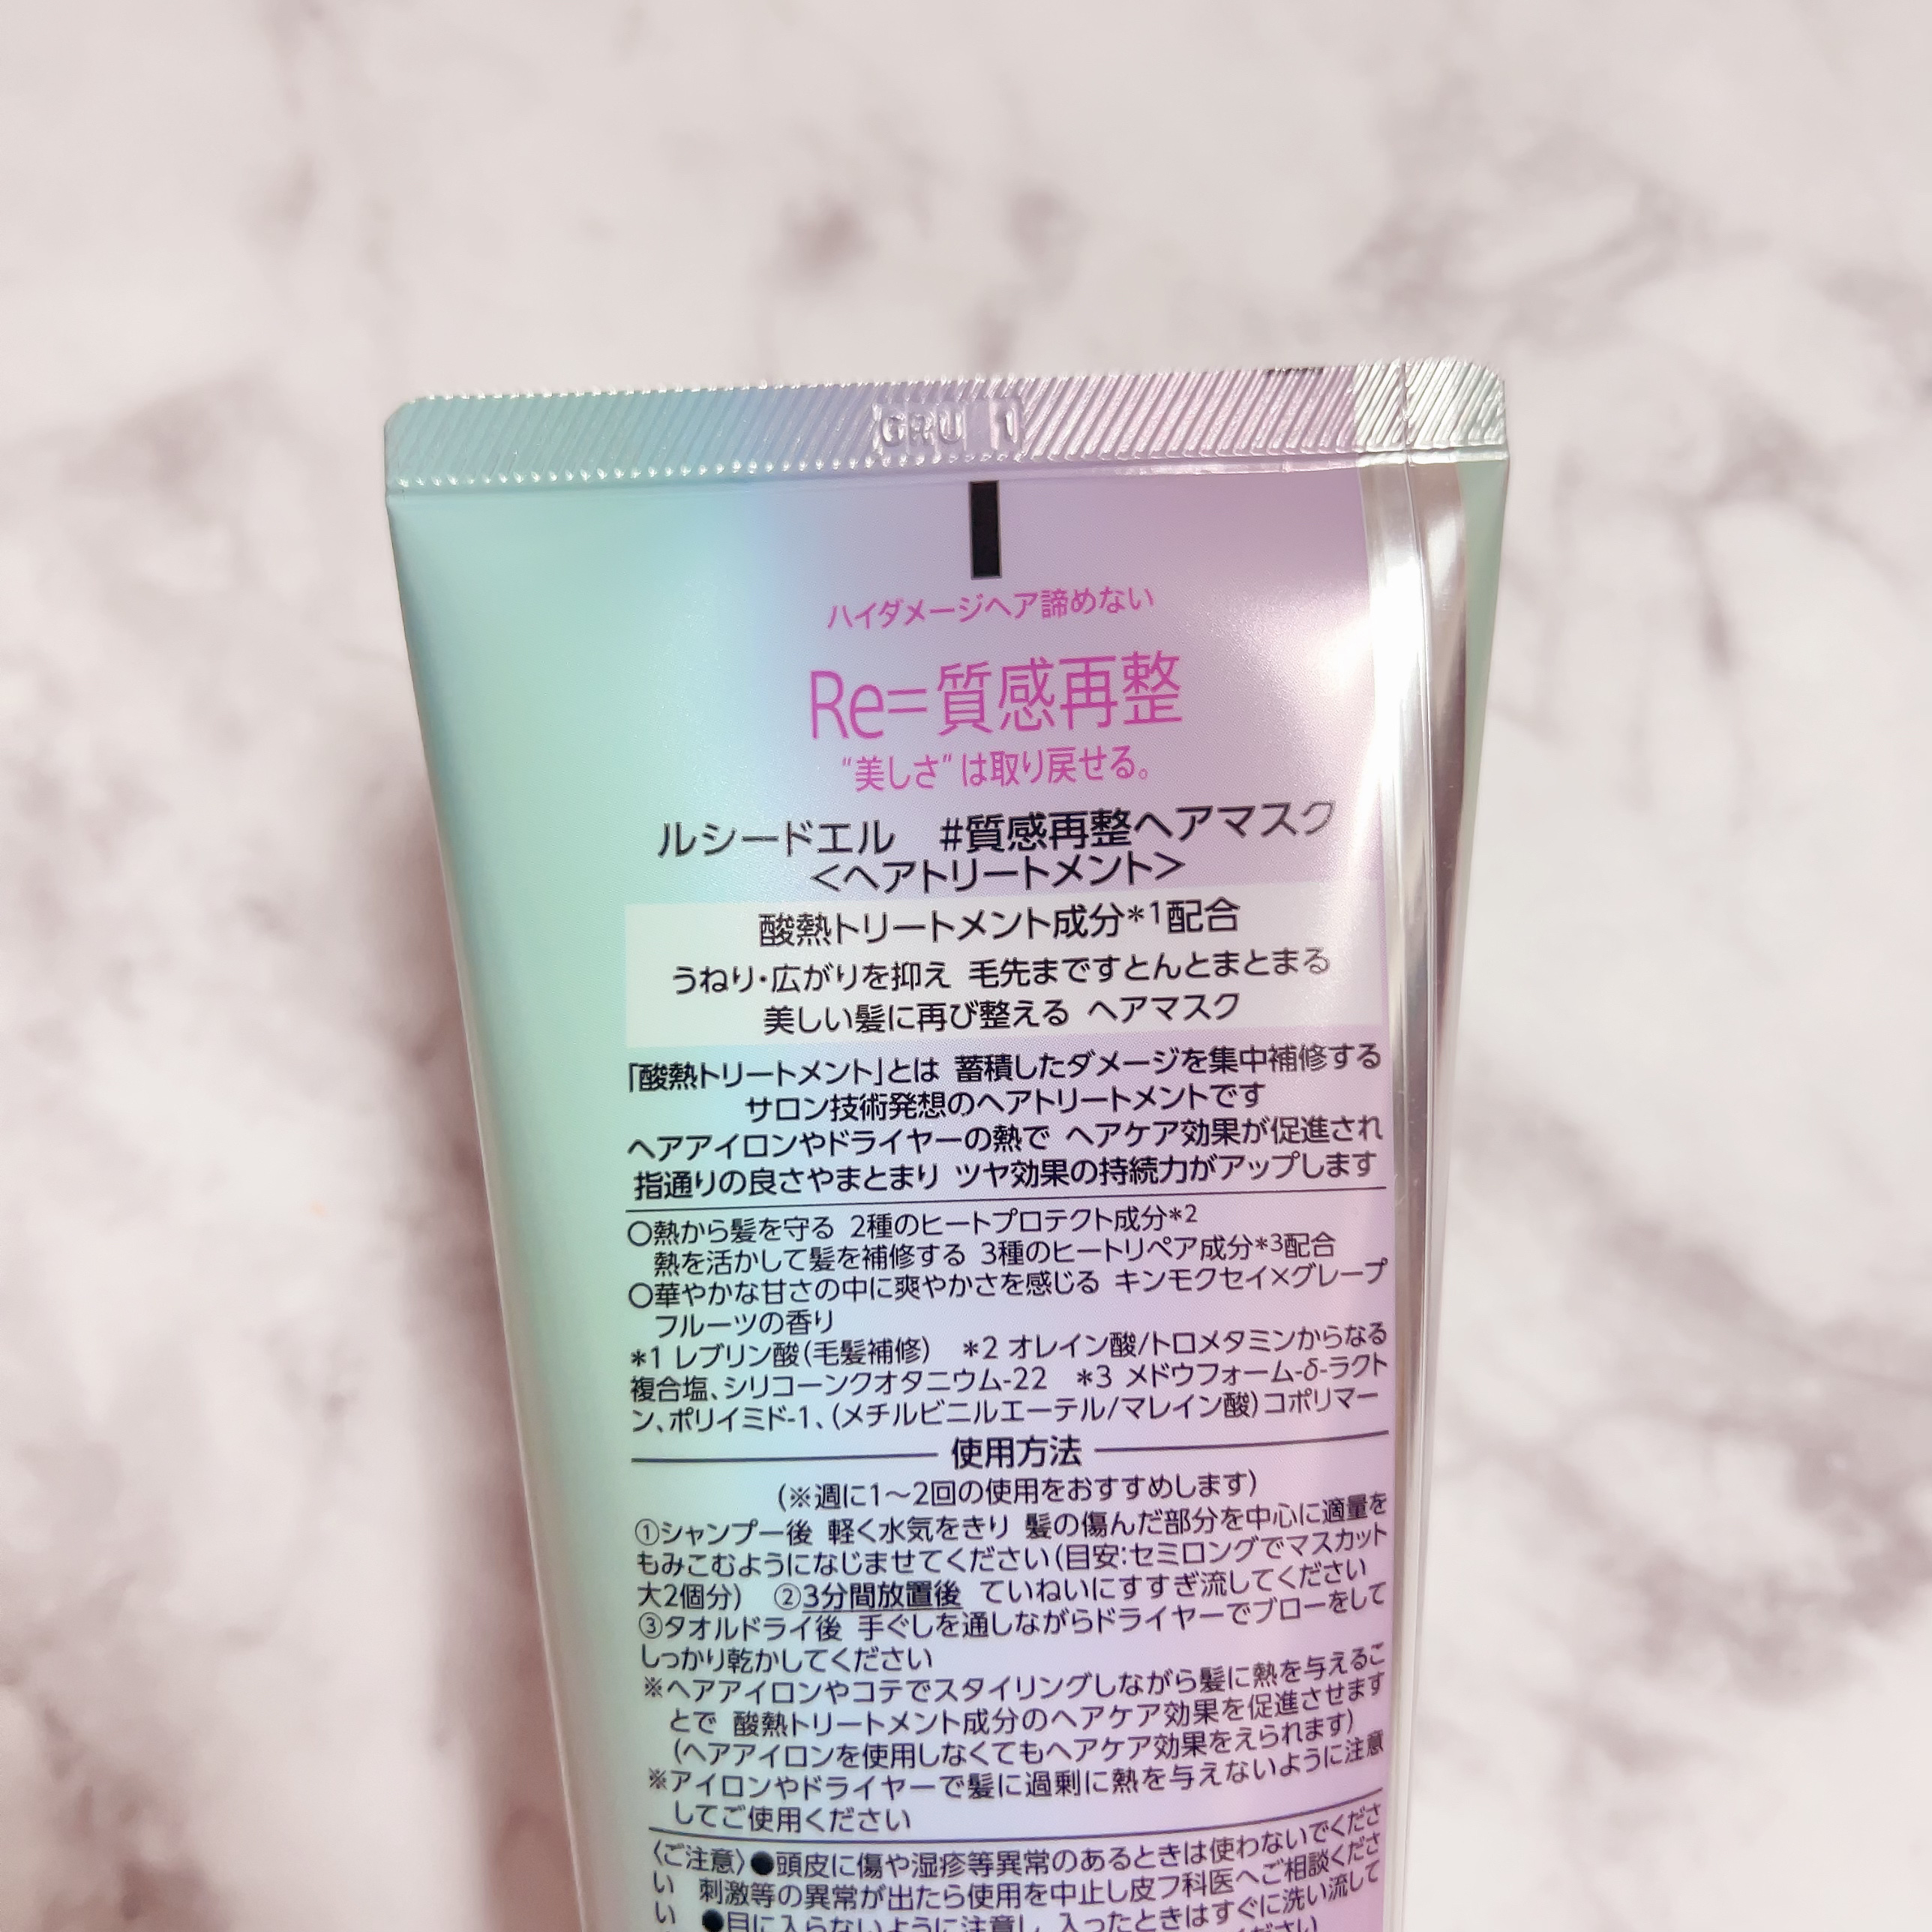 GRU 1
ハイダメージヘア諦めない
Re=質感再整
“美しさ”は取り戻せる。
ルシードエル #質感再整ヘアマスク
<ヘアトリートメント>
酸熱トリートメント成分*1配合
うねり・広がりを抑え 毛先まですとんとまとまる
美しい髪に再び整える ヘアマスク
「酸熱トリートメント」とは 蓄積したダメージを集中補修する
サロン技術発想のヘアトリートメントです
ヘアアイロンやドライヤーの熱で ヘアケア効果が促進され
指通りの良さやまとまり ツヤ効果の持続力がアップします
○熱から髪を守る 2種のヒートプロテクト成分*2
熱を活かして髪を補修する 3種のヒートリペア成分*3配合
○華やかな甘さの中に爽やかさを感じる キンモクセイ×グレープ
フルーツの香り
*1 レブリン酸(毛髪補修) *2 オレイン酸/トロメタミンからなる
複合塩、シリコーンクオタニウム-22 *3 メドウフォーム-δ-ラクト
ン、ポリイミド-1、(メチルビニルエーテル/マレイン酸)コポリマー
使用方法
(※週に1～2回の使用をおすすめします)
①シャンプー後 軽く水気をきり 髪の傷んだ部分を中心に適量を
もみこむようになじませてください(目安:セミロングでマスカット
大2個分) ②3分間放置後 ていねいにすすぎ流してください
③タオルドライ後 手ぐしを通しながらドライヤーでブローをして
しっかり乾かしてください
※ヘアアイロンやコテでスタイリングしながら髪に熱を与えるこ
とで 酸熱トリートメント成分のヘアケア効果を促進させます
(ヘアアイロンを使用しなくてもヘアケア効果をえられます)
※アイロンやドライヤーで髪に過剰に熱を与えないように注意
してご使用ください
〈ご注意〉●頭皮に傷や湿疹等異常のあるときは使わないでくださ
い 刺激等の異常が出たら使用を中止し皮フ科医へご相談くださ
い ●目に入らないように注意し 入ったときはすぐに洗い流して
ください